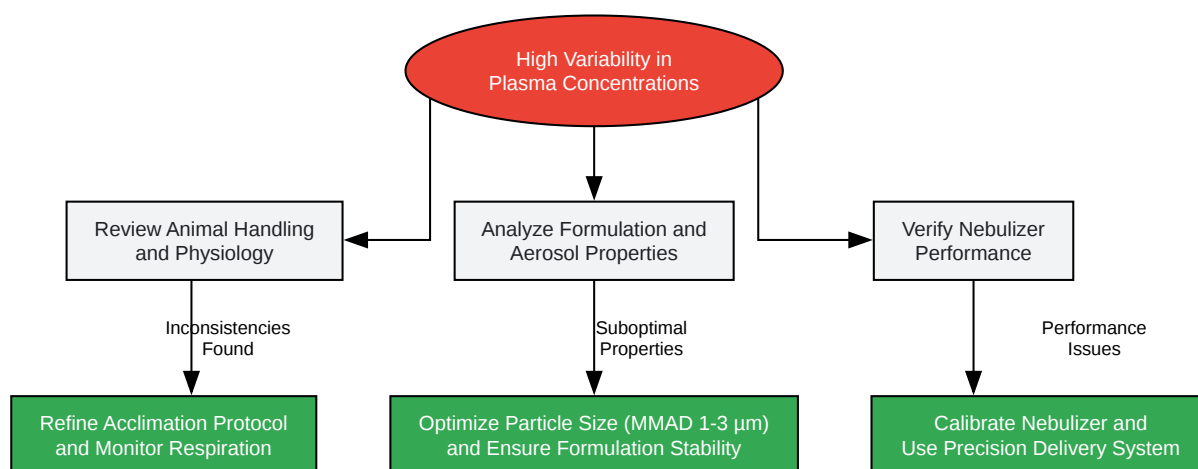 High Variability in
Plasma Concentrations
Review Animal Handling
and Physiology
Analyze Formulation and
Aerosol Properties
Verify Nebulizer
Performance
Inconsistencies
Found
Suboptimal
Properties
Performance
Issues
Refine Acclimation Protocol
and Monitor Respiration
Optimize Particle Size (MMAD 1-3 µm)
and Ensure Formulation Stability
Calibrate Nebulizer and
Use Precision Delivery System